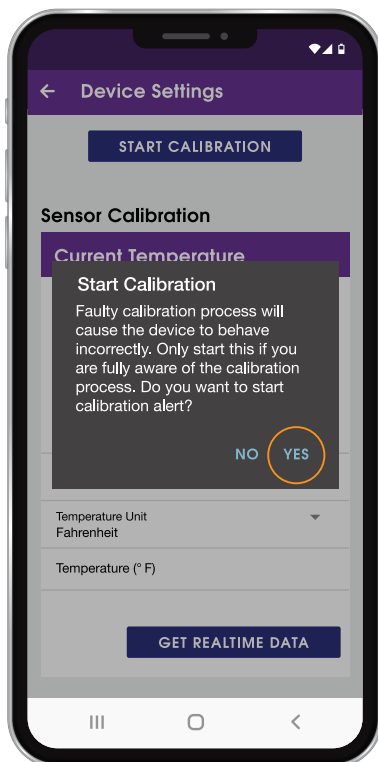 Device Settings
START CALIBRATION
Sensor Calibration
Current Temperature
Start Calibration
Faulty calibration process will
cause the device to behave
incorrectly. Only start this if you
are fully aware of the calibration
process. Do you want to start
calibration alert?
NO YES
Temperature Unit
Fahrenheit
Temperature (° F)
GET REALTIME DATA